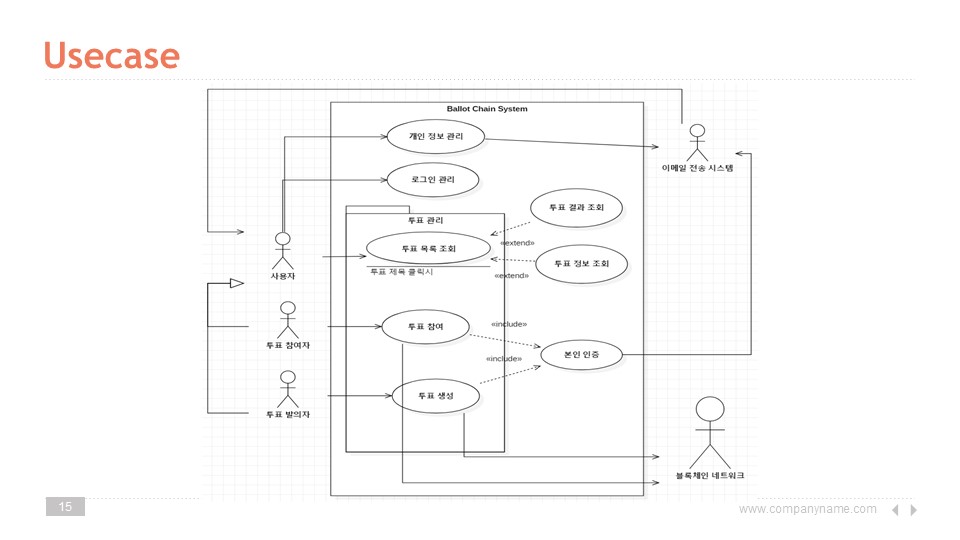 Usecase
Ballot Chain System
개인 정보 관리
이메일 전송 시스템
로그인 관리
투표 결과 조회
투표 관리
투표 목록 조회
«extend»
투표 정보 조회
사용자
투표 제목 클릭시
«extend»
투표 참여
«include»
투표 참여자
본인 인증
«include»
투표 생성
투표 발의자
블록체인 네트워크
15
www.companyname.com